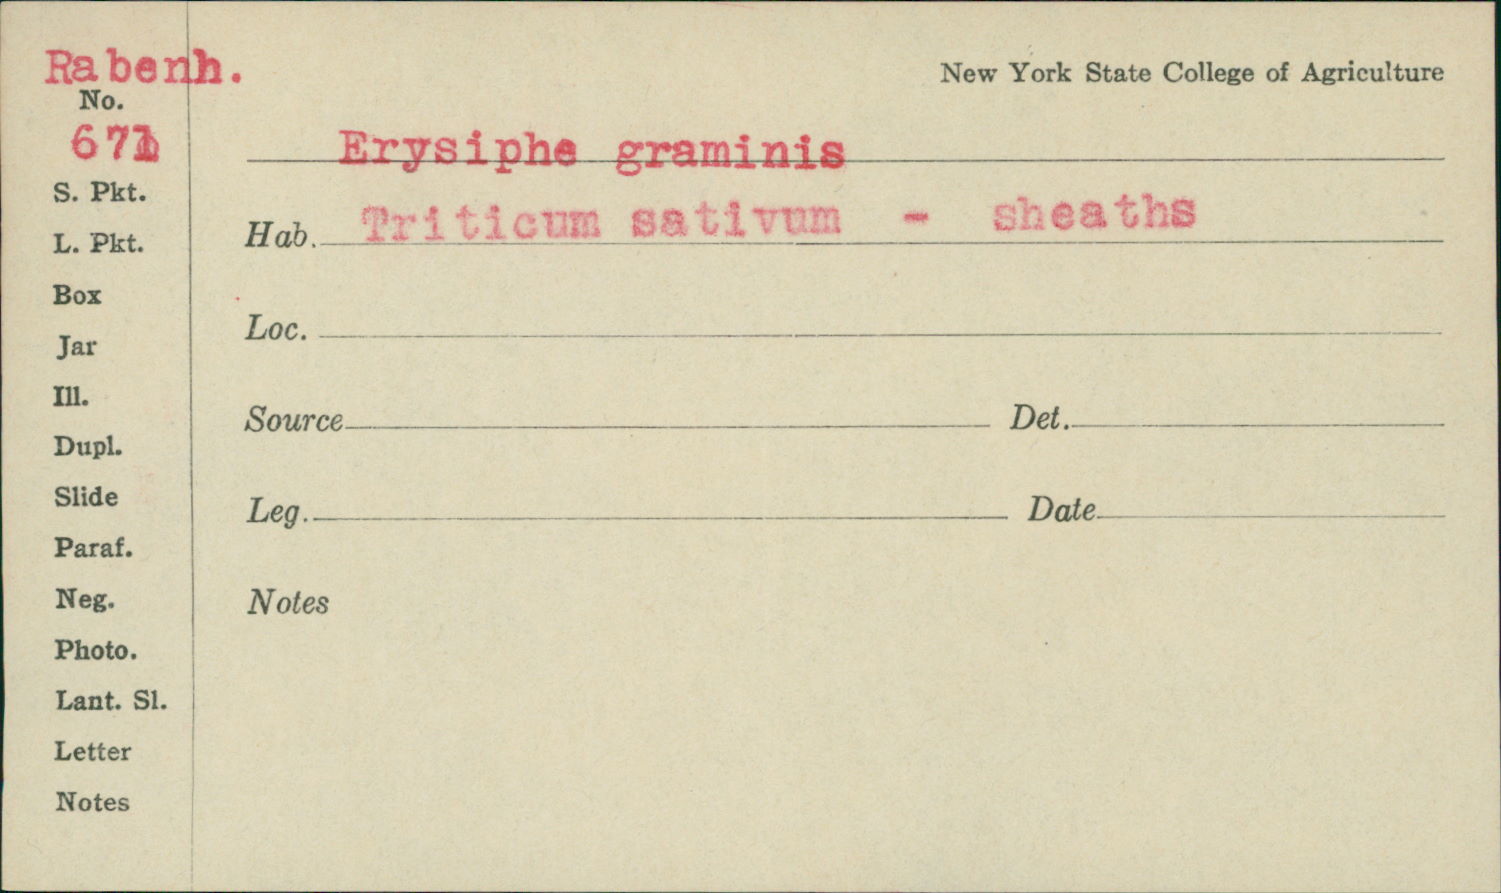 Rabenh.
New York State College of Agriculture
No.
671
Erysiphe graminis
S. Pkt.
Hab. Triticum sativum - sheaths
L. Pkt.
Box
Loc.
Jar
Ill.
Source Det.
Dupl.
Slide
Leg. Date
Paraf.
Neg.
Notes
Photo.
Lant. Sl.
Letter
Notes